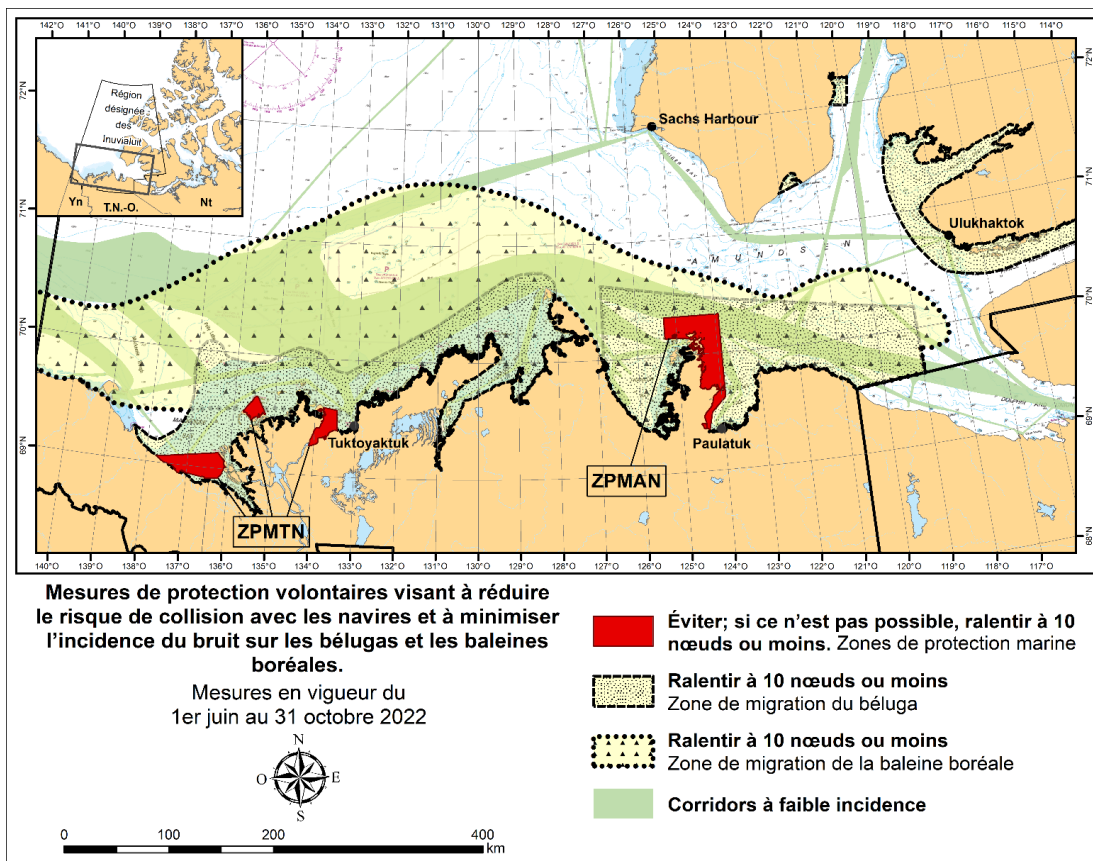 142°O 141°O 140°O 139°O 138°O 137°O 136°O 135°O 134°O 133°O 132°O 131°O 130°O 129°O 128°O 127°O 126°O 125°O 124°O 123°O 122°O 121°O 120°O 119°O 118°O 117°O 116°O 115°O 114°O
Région
désignée
des
Inuvialuit
Yn
T.N.-O.
Nt
72°N
71°N
70°N
69°N
72°N
71°N
70°N
69°N
68°N
Sachs Harbour
Ulukhaktok
AMUNDSEN
Tuktoyaktuk
Paulatuk
ZPMAN
ZPMTN
140°O 139°O 138°O 137°O 136°O 135°O 134°O 133°O 132°O 131°O 130°O 129°O 128°O 127°O 126°O 125°O 124°O 123°O 122°O 121°O 120°O 119°O 118°O 117°O
Mesures de protection volontaires visant à réduire
le risque de collision avec les navires et à minimiser
l’incidence du bruit sur les bélugas et les baleines
boréales.
Mesures en vigueur du
1er juin au 31 octobre 2022
N
O E
S
0 100 200 400
km
Éviter; si ce n’est pas possible, ralentir à 10
nœuds ou moins. Zones de protection marine
Ralentir à 10 nœuds ou moins
Zone de migration du béluga
Ralentir à 10 nœuds ou moins
Zone de migration de la baleine boréale
Corridors à faible incidence